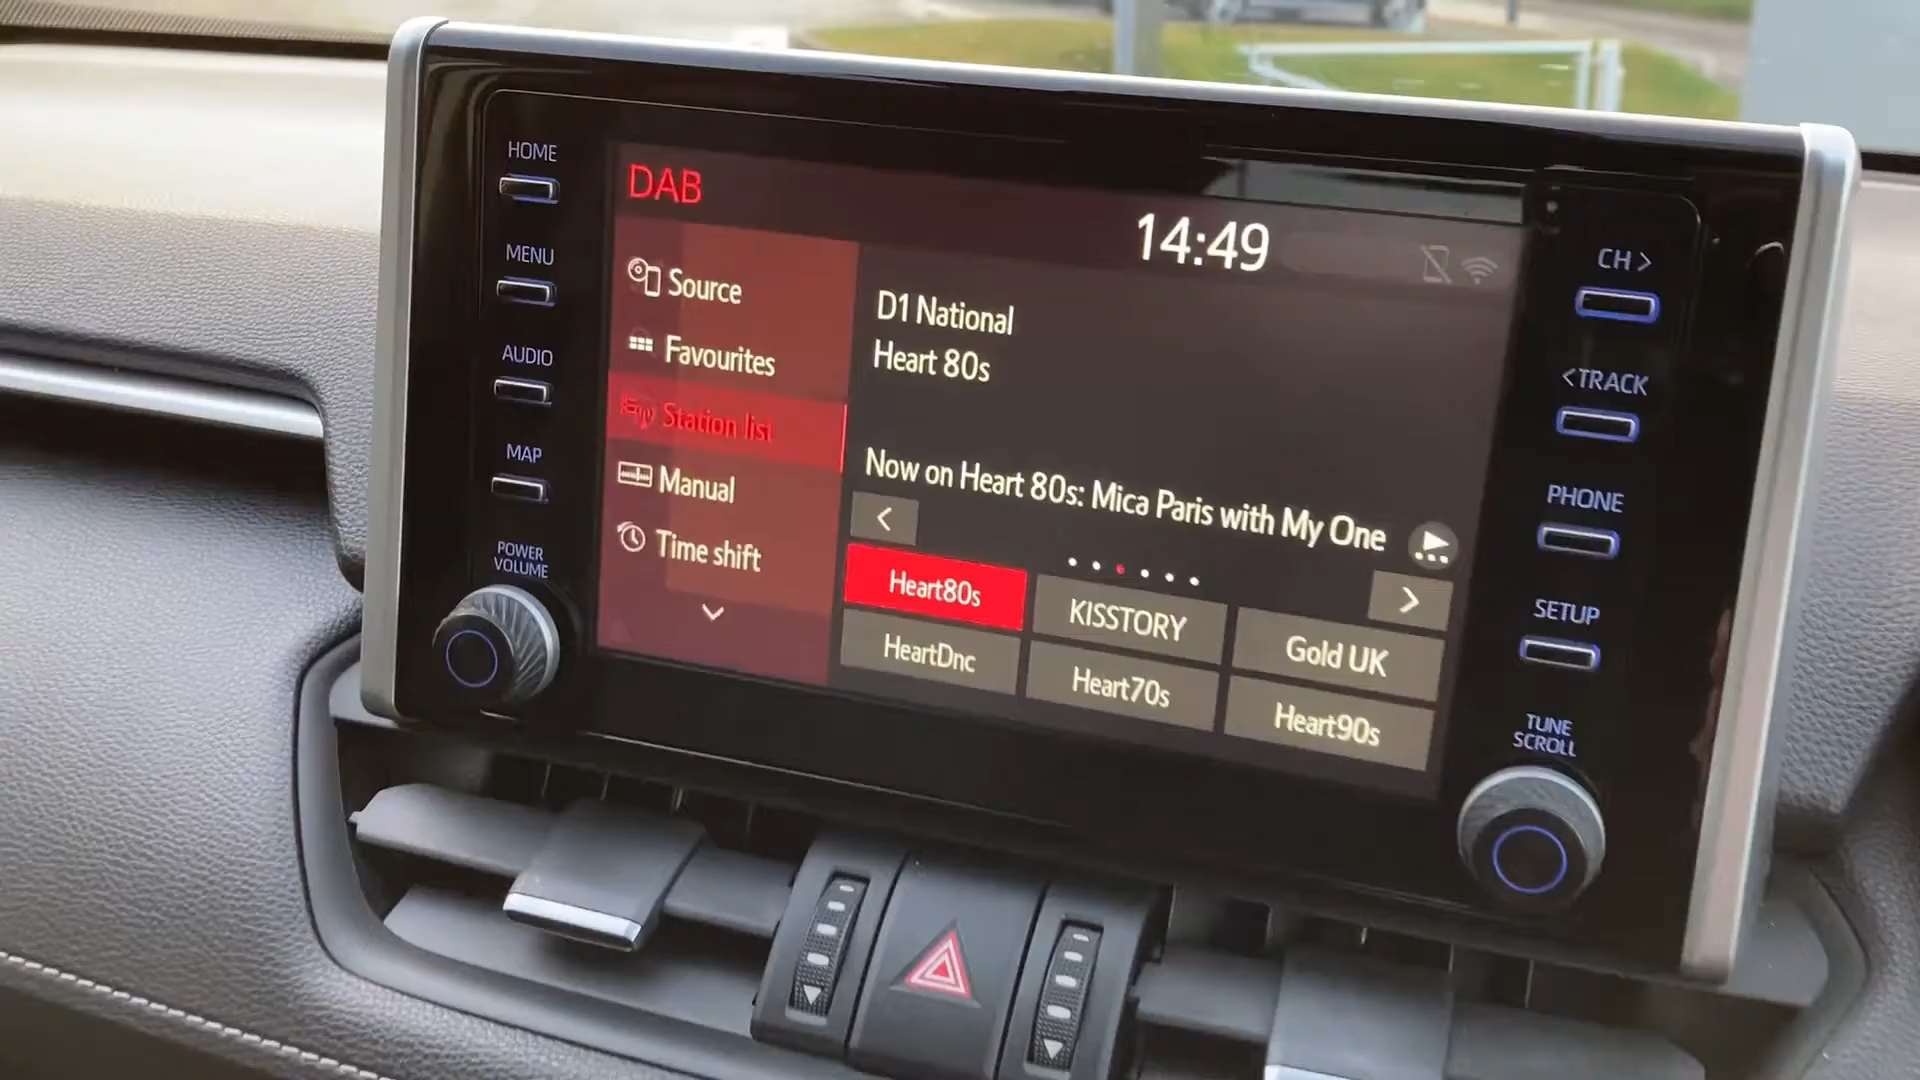 HOME
MENU
AUDIO
MAP
POWER
VOLUME
DAB
14:49
Source
Favourites
Station list
Manual
Time shift
D1 National
Heart 80s
Now on Heart 80s: Mica Paris with My One
Heart80s
KISSTORY
Gold UK
HeartDnc
Heart70s
Heart90s
CH >
< TRACK
PHONE
SETUP
TUNE
SCROLL